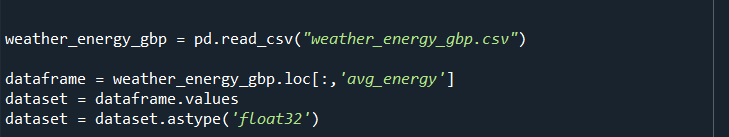 weather_energy_gbp = pd.read_csv("weather_energy_gbp.csv")
dataframe = weather_energy_gbp.loc[:,'avg_energy']
dataset = dataframe.values
dataset = dataset.astype('float32')